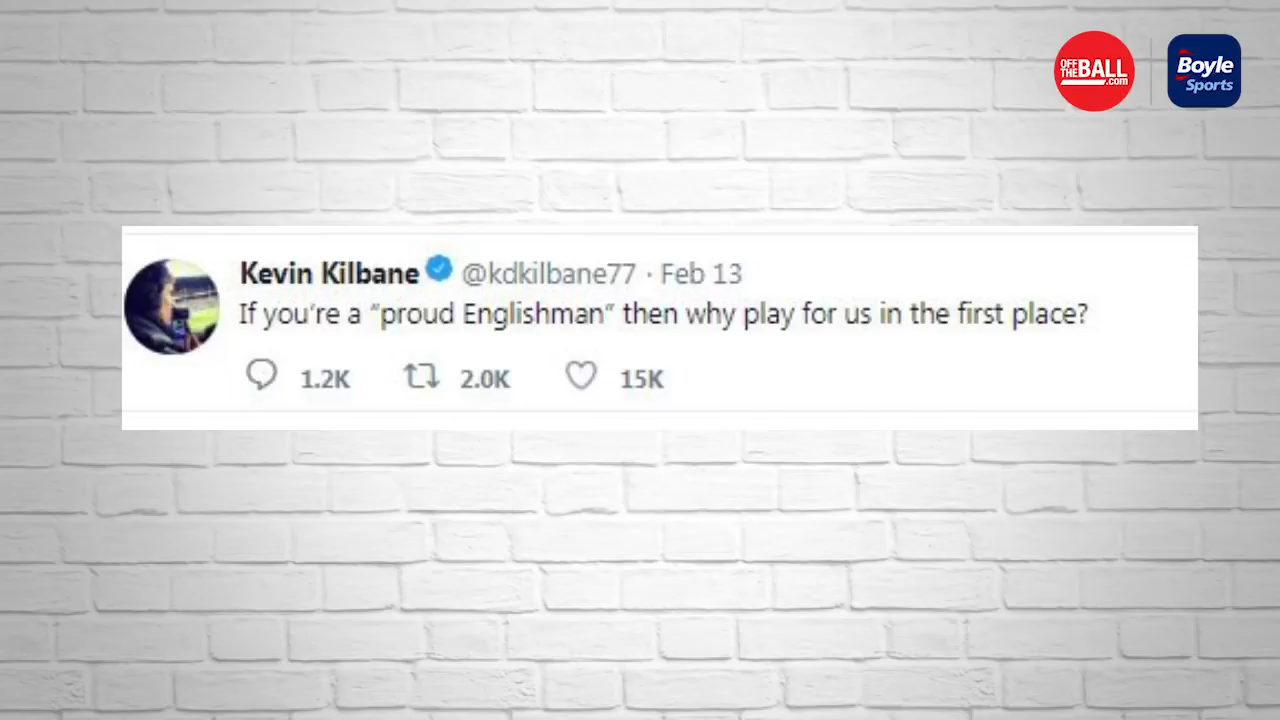 OFF
THE BALL
.com
Boyle
Sports
Kevin Kilbane @kdkilbane77 · Feb 13
If you're a "proud Englishman" then why play for us in the first place?
1.2K 2.0K 15K